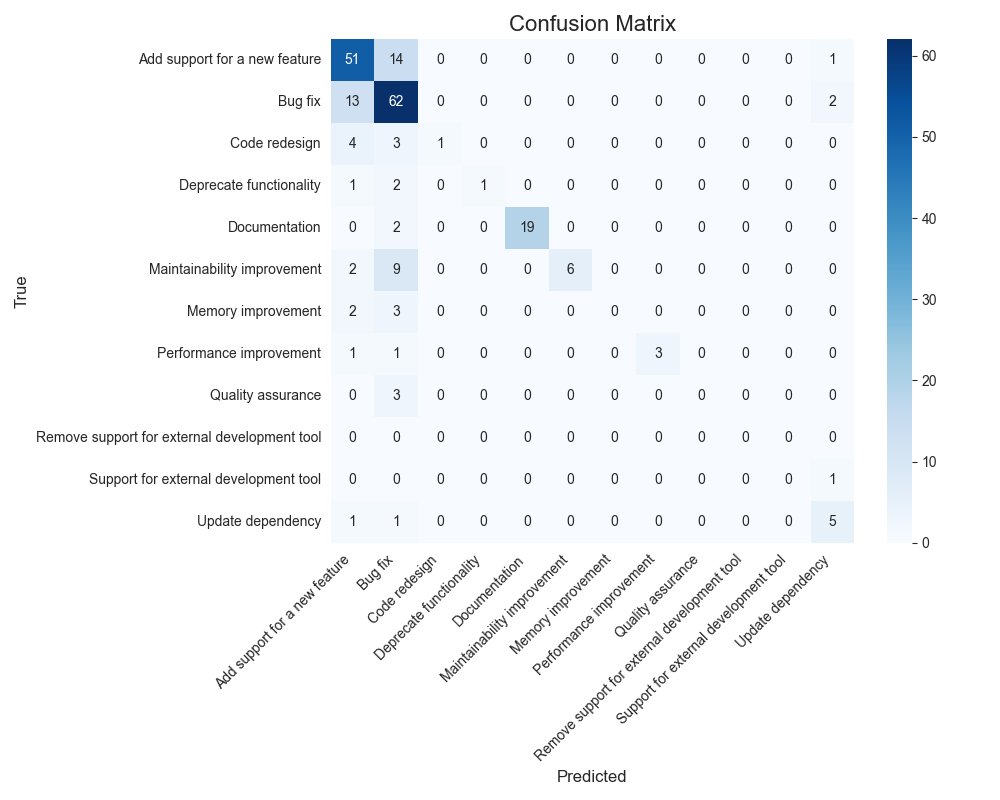 Confusion Matrix
Add support for a new feature 51 14 0 0 0 0 0 0 0 0 0 1
Bug fix 13 62 0 0 0 0 0 0 0 0 0 2
Code redesign 4 3 1 0 0 0 0 0 0 0 0 0
Deprecate functionality 1 2 0 1 0 0 0 0 0 0 0 0
Documentation 0 2 0 0 19 0 0 0 0 0 0 0
Maintainability improvement 2 9 0 0 0 6 0 0 0 0 0 0
Memory improvement 2 3 0 0 0 0 0 0 0 0 0 0
Performance improvement 1 1 0 0 0 0 0 3 0 0 0 0
Quality assurance 0 3 0 0 0 0 0 0 0 0 0 0
Remove support for external development tool 0 0 0 0 0 0 0 0 0 0 0 0
Support for external development tool 0 0 0 0 0 0 0 0 0 0 0 1
Update dependency 1 1 0 0 0 0 0 0 0 0 0 5
True
Add support for a new feature
Bug fix
Code redesign
Deprecate functionality
Documentation
Maintainability improvement
Memory improvement
Performance improvement
Quality assurance
Remove support for external development tool
Support for external development tool
Update dependency
Predicted
60
50
40
30
20
10
0